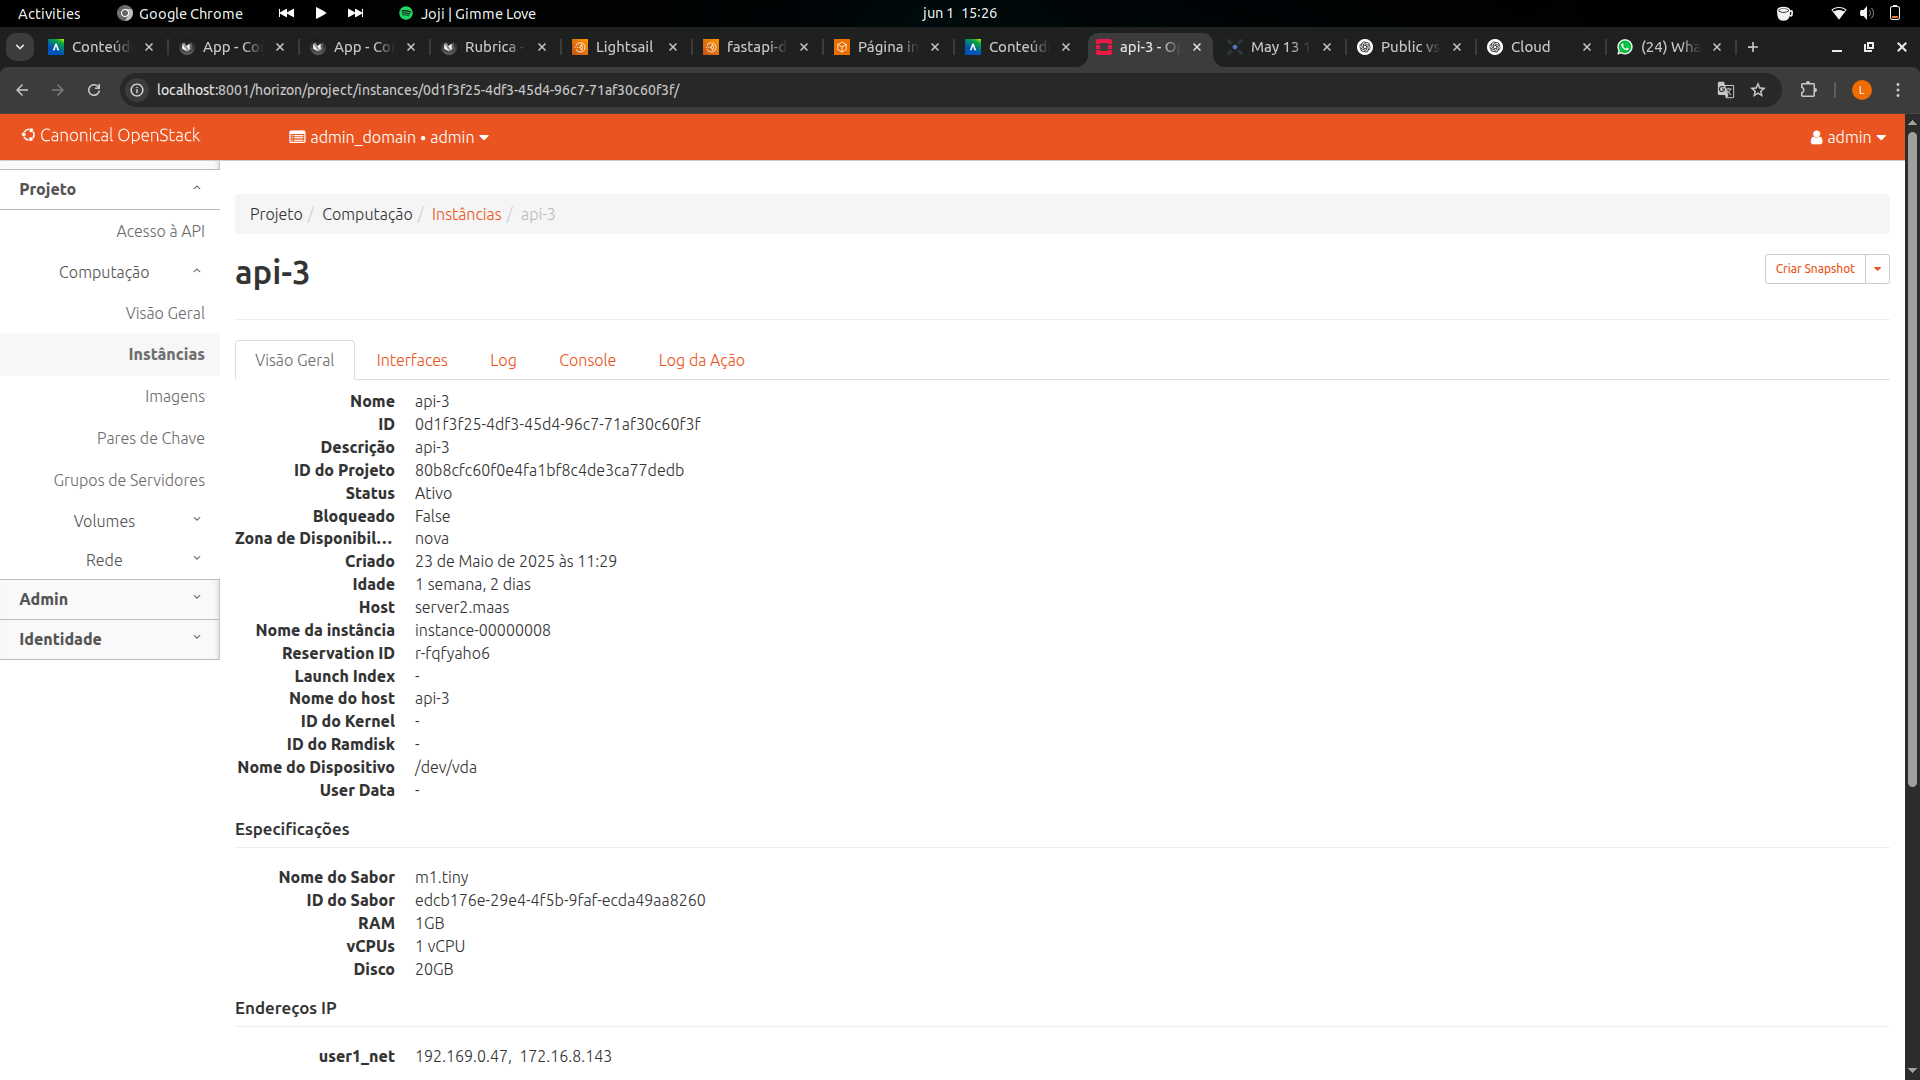 Activities Google Chrome Joji | Gimme Love jun 1 15:26
Conteúd App - Co App - Co Rubrica - Lightsail fastapi-d Página in Conteúd api-3 - Op May 13 1 Public vs Cloud (24) Wha
localhost:8001/horizon/project/instances/0d1f3f25-4df3-45d4-96c7-71af30c60f3f/ L
Canonical OpenStack admin_domain • admin admin
Projeto
Acesso à API
Computação
Visão Geral
Instâncias
Imagens
Pares de Chave
Grupos de Servidores
Volumes
Rede
Admin
Identidade
Projeto / Computação / Instâncias / api-3
api-3
Criar Snapshot
Visão Geral Interfaces Log Console Log da Ação
Nome api-3
ID 0d1f3f25-4df3-45d4-96c7-71af30c60f3f
Descrição api-3
ID do Projeto 80b8cfc60f0e4fa1bf8c4de3ca77dedb
Status Ativo
Bloqueado False
Zona de Disponibil... nova
Criado 23 de Maio de 2025 às 11:29
Idade 1 semana, 2 dias
Host server2.maas
Nome da instância instance-00000008
Reservation ID r-fqfyaho6
Launch Index -
Nome do host api-3
ID do Kernel -
ID do Ramdisk -
Nome do Dispositivo /dev/vda
User Data -
Especificações
Nome do Sabor m1.tiny
ID do Sabor edcb176e-29e4-4f5b-9faf-ecda49aa8260
RAM 1GB
vCPUs 1 vCPU
Disco 20GB
Endereços IP
user1_net 192.169.0.47, 172.16.8.143